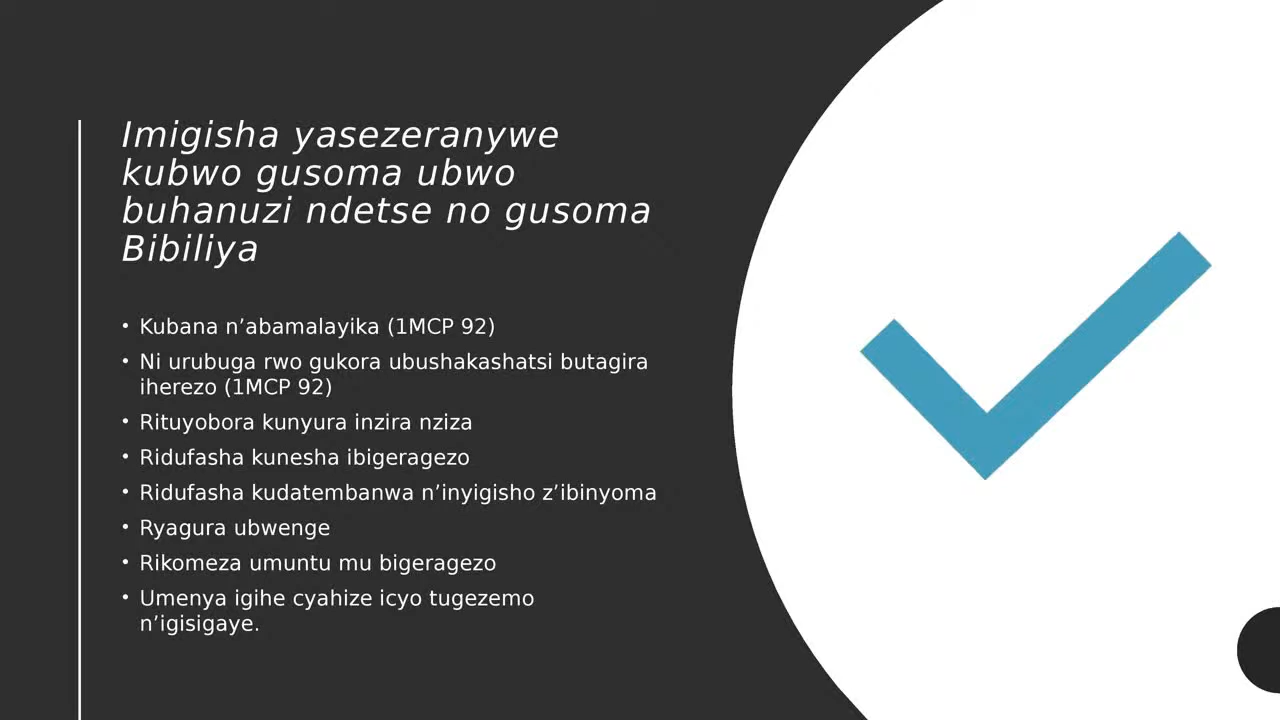 Imigisha yasezeranywe
kubwo gusoma ubwo
buhanuzi ndetse no gusoma
Bibiliya
• Kubana n’abamalayika (1MCP 92)
• Ni urubuga rwo gukora ubushakashatsi butagira
iherezo (1MCP 92)
• Rituyobora kunyura inzira nziza
• Ridufasha kunesha ibigeragezo
• Ridufasha kudatembanwa n’inyigisho z’ibinyoma
• Ryagura ubwenge
• Rikomeza umuntu mu bigeragezo
• Umenya igihe cyahize icyo tugezemo
n’igisigaye.